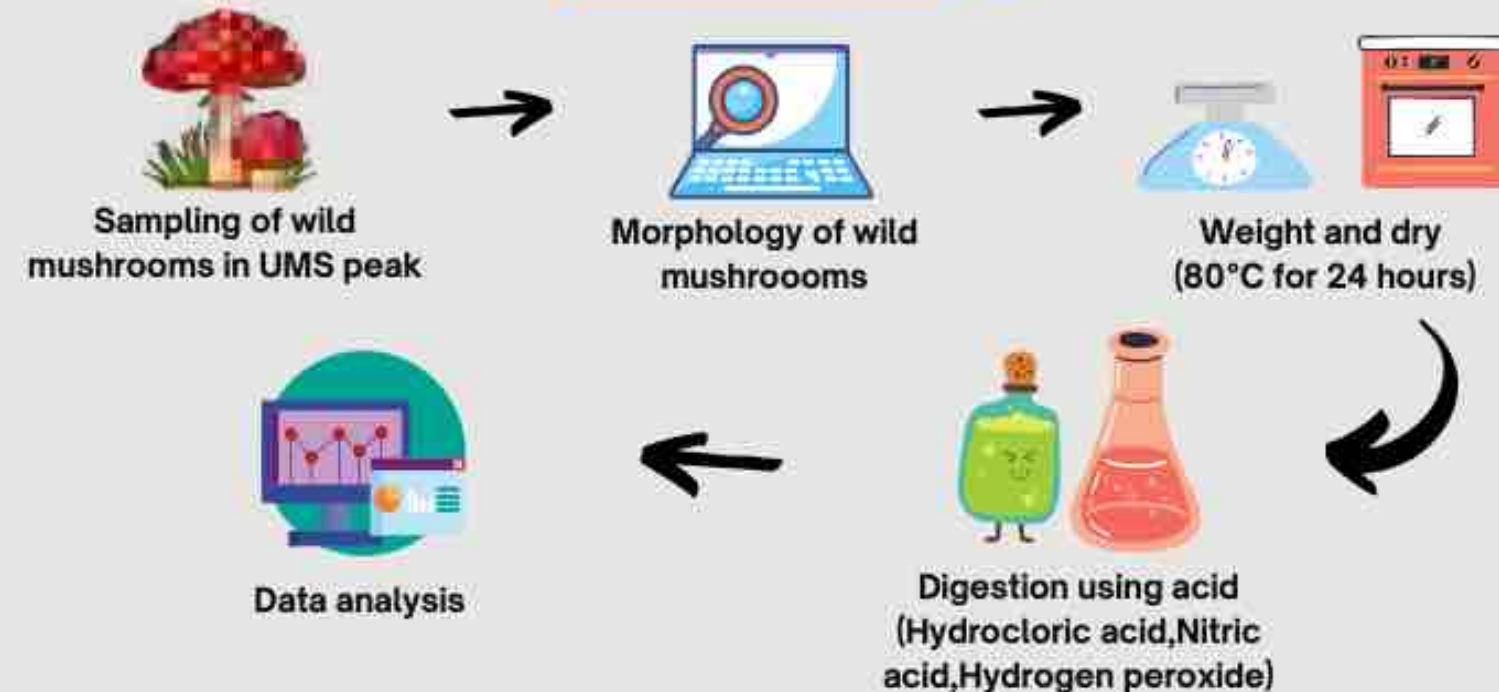 Sampling of wild
mushrooms in UMS peak
Morphology of wild
mushroooms
Weight and dry
(80°C for 24 hours)
Digestion using acid
(Hydrocloric acid,Nitric
acid,Hydrogen peroxide)
Data analysis